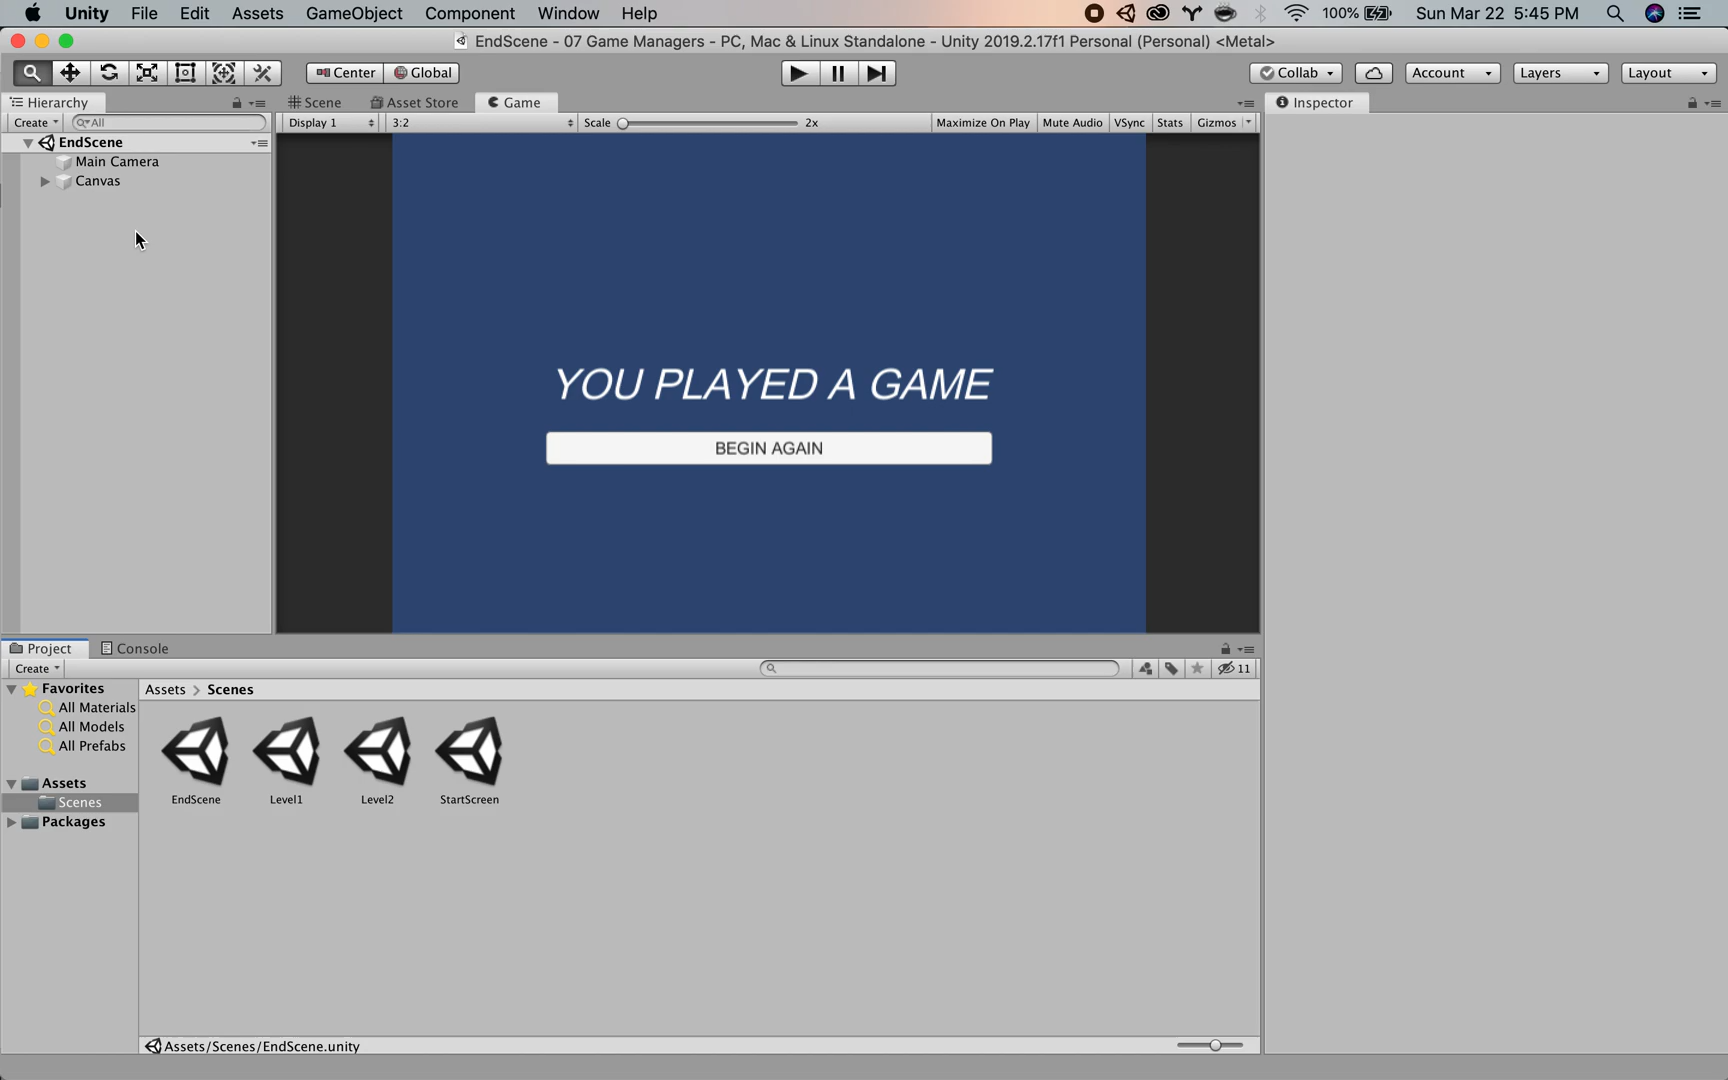 Unity File Edit Assets GameObject Component Window Help 100% Sun Mar 22 5:45 PM
EndScene - 07 Game Managers - PC, Mac & Linux Standalone - Unity 2019.2.17f1 Personal (Personal) <Metal>
Center Global Collab Account Layers Layout
Hierarchy Scene Asset Store Game Inspector
Create All Display 1 3:2 Scale 2x Maximize On Play Mute Audio VSync Stats Gizmos
EndScene
Main Camera
Canvas
YOU PLAYED A GAME
BEGIN AGAIN
Project Console
Create 11
Favorites
All Materials
All Models
All Prefabs
Assets
Scenes
Packages
Assets > Scenes
EndScene Level1 Level2 StartScreen
Assets/Scenes/EndScene.unity